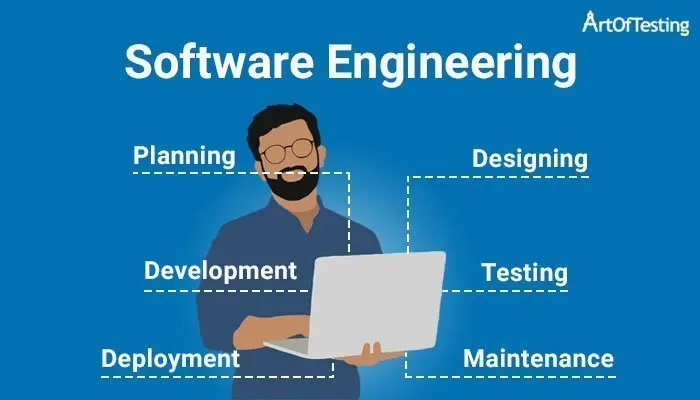 ArtOfTesting
Software Engineering
Planning
Designing
Development
Testing
Deployment
Maintenance